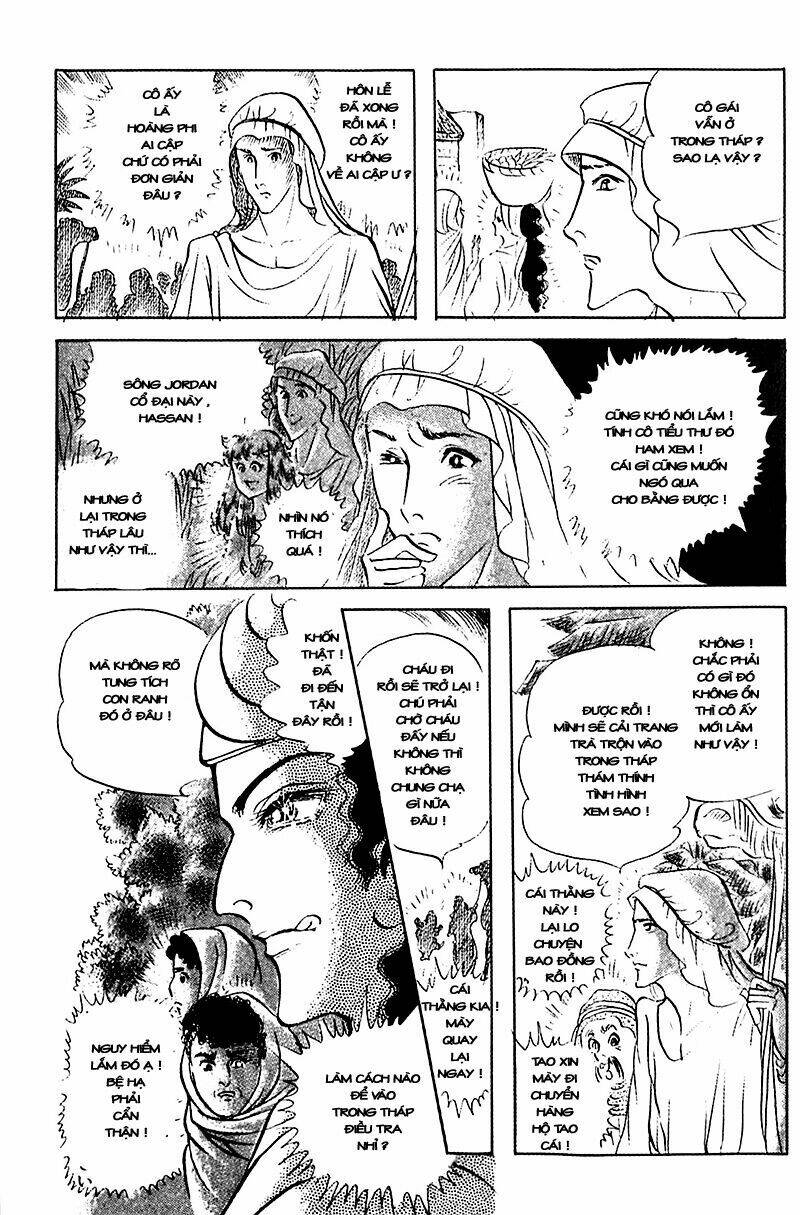 CÔ GÁI
VẪN Ở
TRONG THÁP ?
SAO LẠ VẬY ?
HÔN LỄ
ĐÃ XONG
RỒI MÀ !
CÔ ẤY
KHÔNG
VỀ AI CẬP Ư ?
CÔ ẤY
LÀ
HOÀNG PHI
AI CẬP
CHỨ CÓ PHẢI
ĐƠN GIẢN
ĐÂU ?
CŨNG KHÓ NÓI LẮM !
TÍNH CÔ TIỂU THƯ ĐÓ
HAM XEM !
CÁI GÌ CŨNG MUỐN
NGÓ QUA
CHO BẰNG ĐƯỢC !
SÔNG JORDAN
CỔ ĐẠI NÀY ,
HASSAN !
NHÌN NÓ
THÍCH
QUÁ !
NHƯNG Ở
LẠI TRONG
THÁP LÂU
NHƯ VẬY THÌ...
KHÔNG !
CHẮC PHẢI
CÓ GÌ ĐÓ
KHÔNG ỔN
THÌ CÔ ẤY
MỚI LÀM
NHƯ VẬY !
ĐƯỢC RỒI !
MÌNH SẼ CẢI TRANG
TRÀ TRỘN VÀO
TRONG THÁP
THÁM THÍNH
TÌNH HÌNH
XEM SAO !
CÁI THẰNG
NÀY !
LẠI LO
CHUYỆN
BAO ĐỒNG
RỒI !
TAO XIN
MÀY ĐI
CHUYỂN
HÀNG
HỘ TAO
CÁI !
CHÁU ĐI
RỒI SẼ TRỞ LẠI !
CHÚ PHẢI
CHỜ CHÁU
ĐẤY NẾU
KHÔNG THÌ
KHÔNG
CHUNG CHẠ
GÌ NỮA
ĐÂU !
CÁI
THẰNG KIA !
MÀY
QUAY
LẠI
NGAY !
KHỐN
THẬT !
ĐÃ
ĐI ĐẾN
TẬN
ĐÂY RỒI !
MÀ KHÔNG RÕ
TUNG TÍCH
CON RANH
ĐÓ Ở ĐÂU !
LÀM CÁCH NÀO
ĐỂ VÀO
TRONG THÁP
ĐIỀU TRA
NHỈ ?
NGUY HIỂM
LẮM ĐÓ Ạ !
BỆ HẠ
PHẢI
CẨN
THẬN !